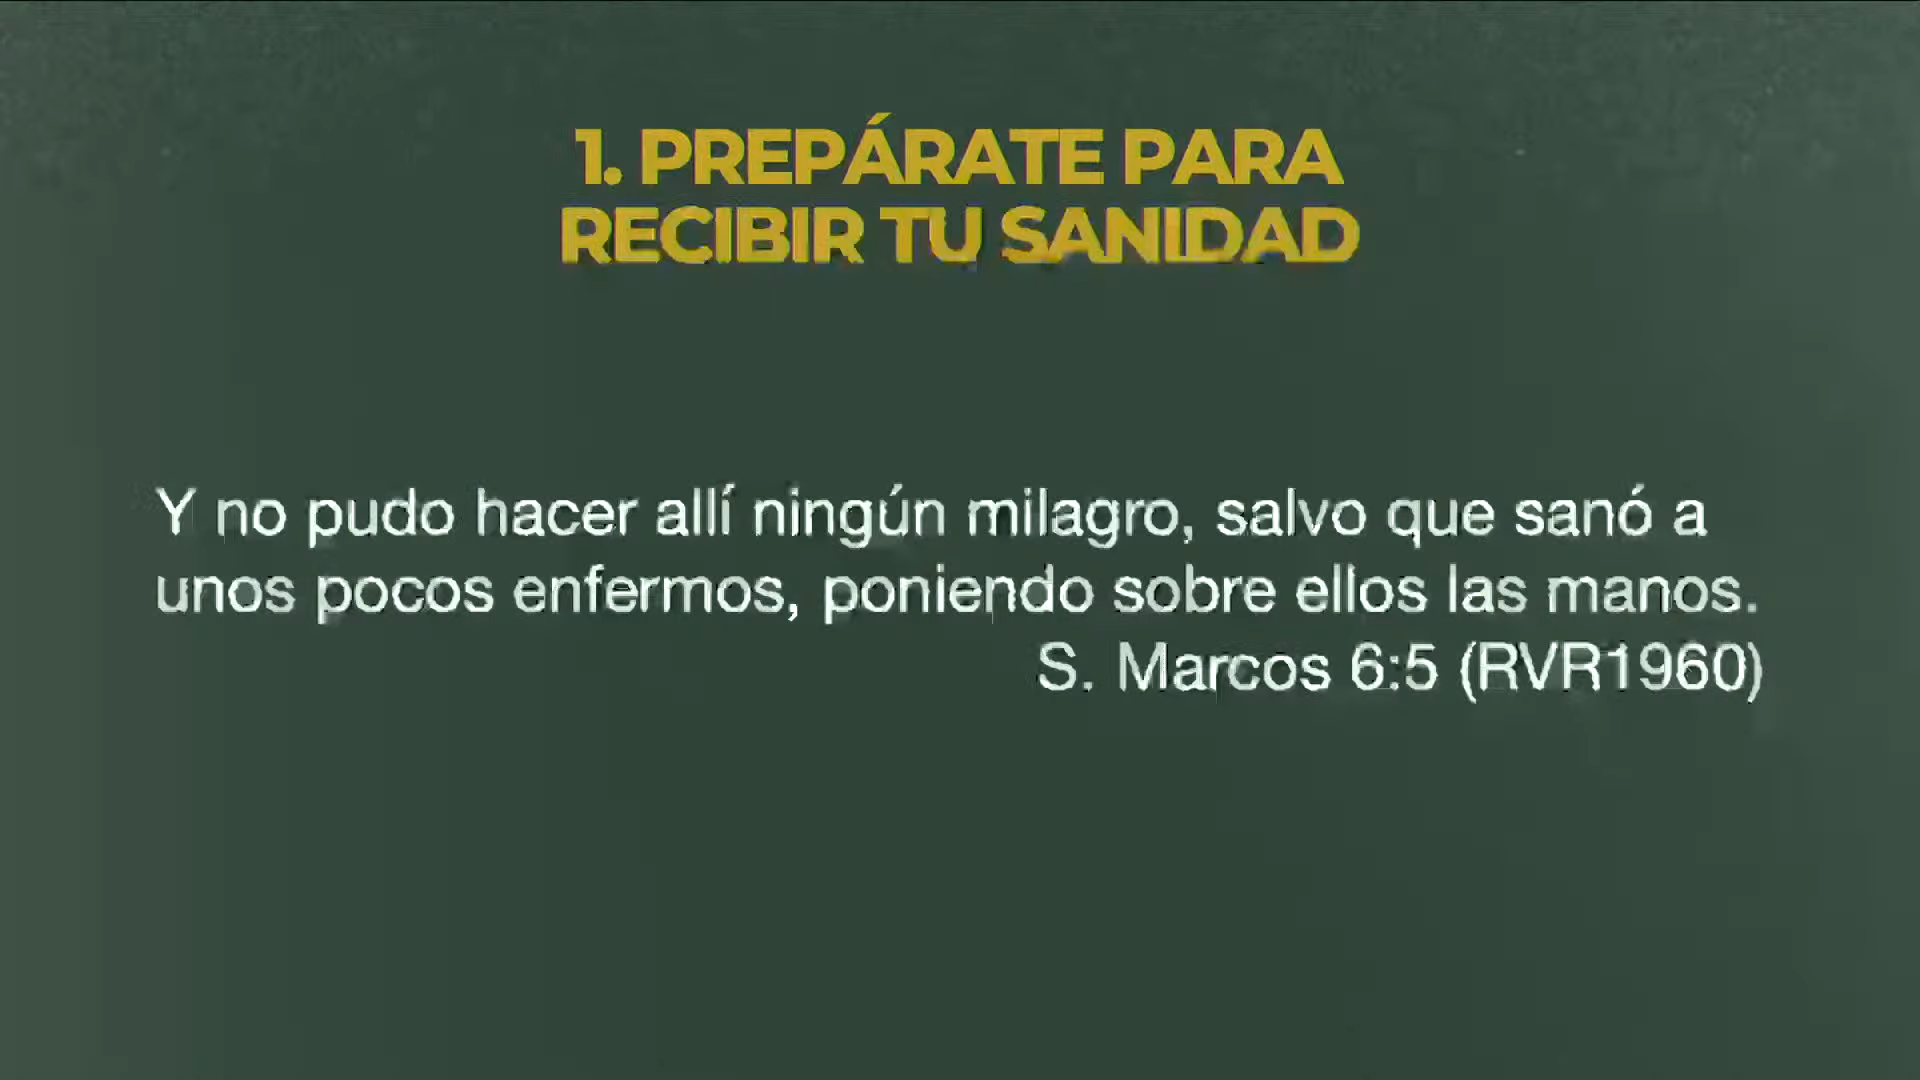 1. PREPÁRATE PARA
RECIBIR TU SANIDAD
Y no pudo hacer allí ningún milagro, salvo que sanó a
unos pocos enfermos, poniendo sobre ellos las manos.
S. Marcos 6:5 (RVR1960)